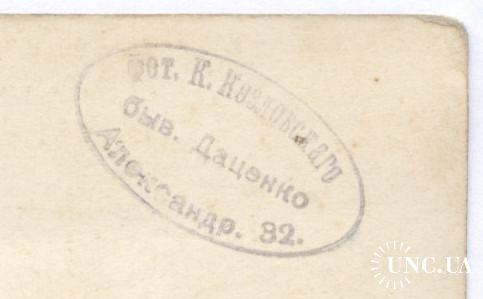 Фот. К. Козловскаго
быв. Даценко
Александр. 32.
UNC.UA